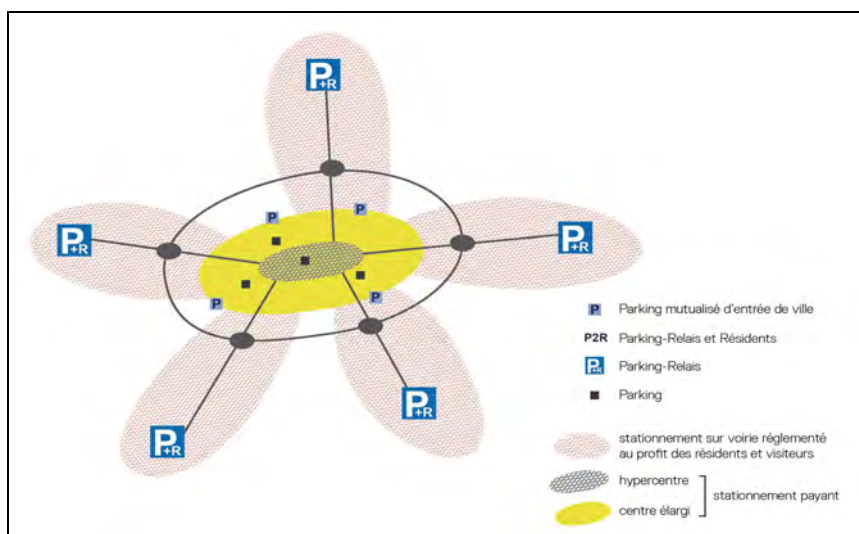 P+R
P+R
P+R
P
P
P
P
P+R
P+R
P Parking mutualisé d'entrée de ville
P2R Parking-Relais et Résidents
P+R Parking-Relais
Parking
stationnement sur voirie réglementé
au profit des résidents et visiteurs
hypercentre
stationnement payant
centre élargi